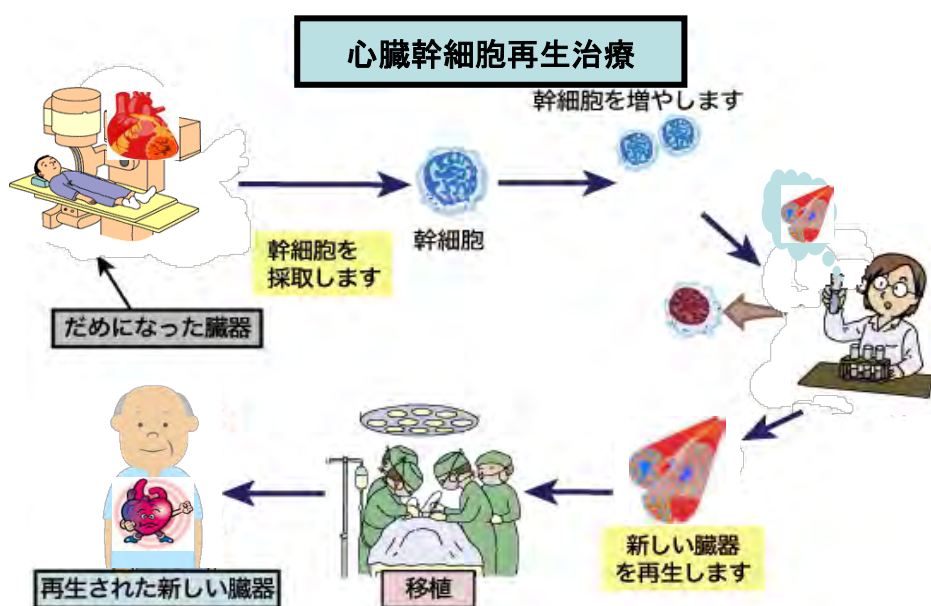 心臓幹細胞再生治療
幹細胞を増やします
幹細胞
幹細胞を
採取します
だめになった臓器
新しい臓器
を再生します
移植
再生された新しい臓器